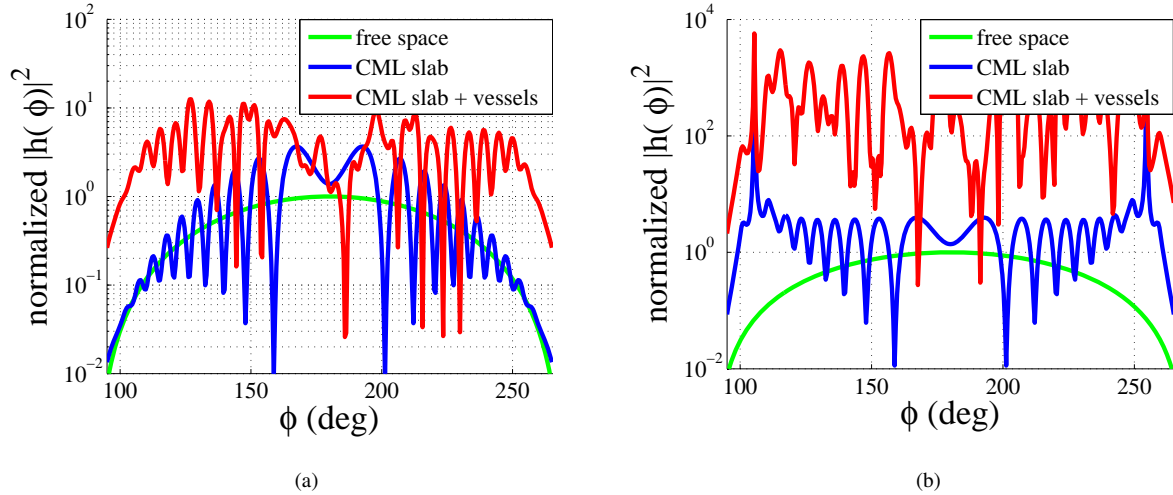 10^2
10^1
10^0
10^{-1}
10^{-2}
normalized |h( ϕ)|^2
free space
CML slab
CML slab + vessels
100 150 200 250
ϕ (deg)
(a)
10^4
10^2
10^0
10^{-2}
normalized |h( ϕ)|^2
free space
CML slab
CML slab + vessels
100 150 200 250
ϕ (deg)
(b)